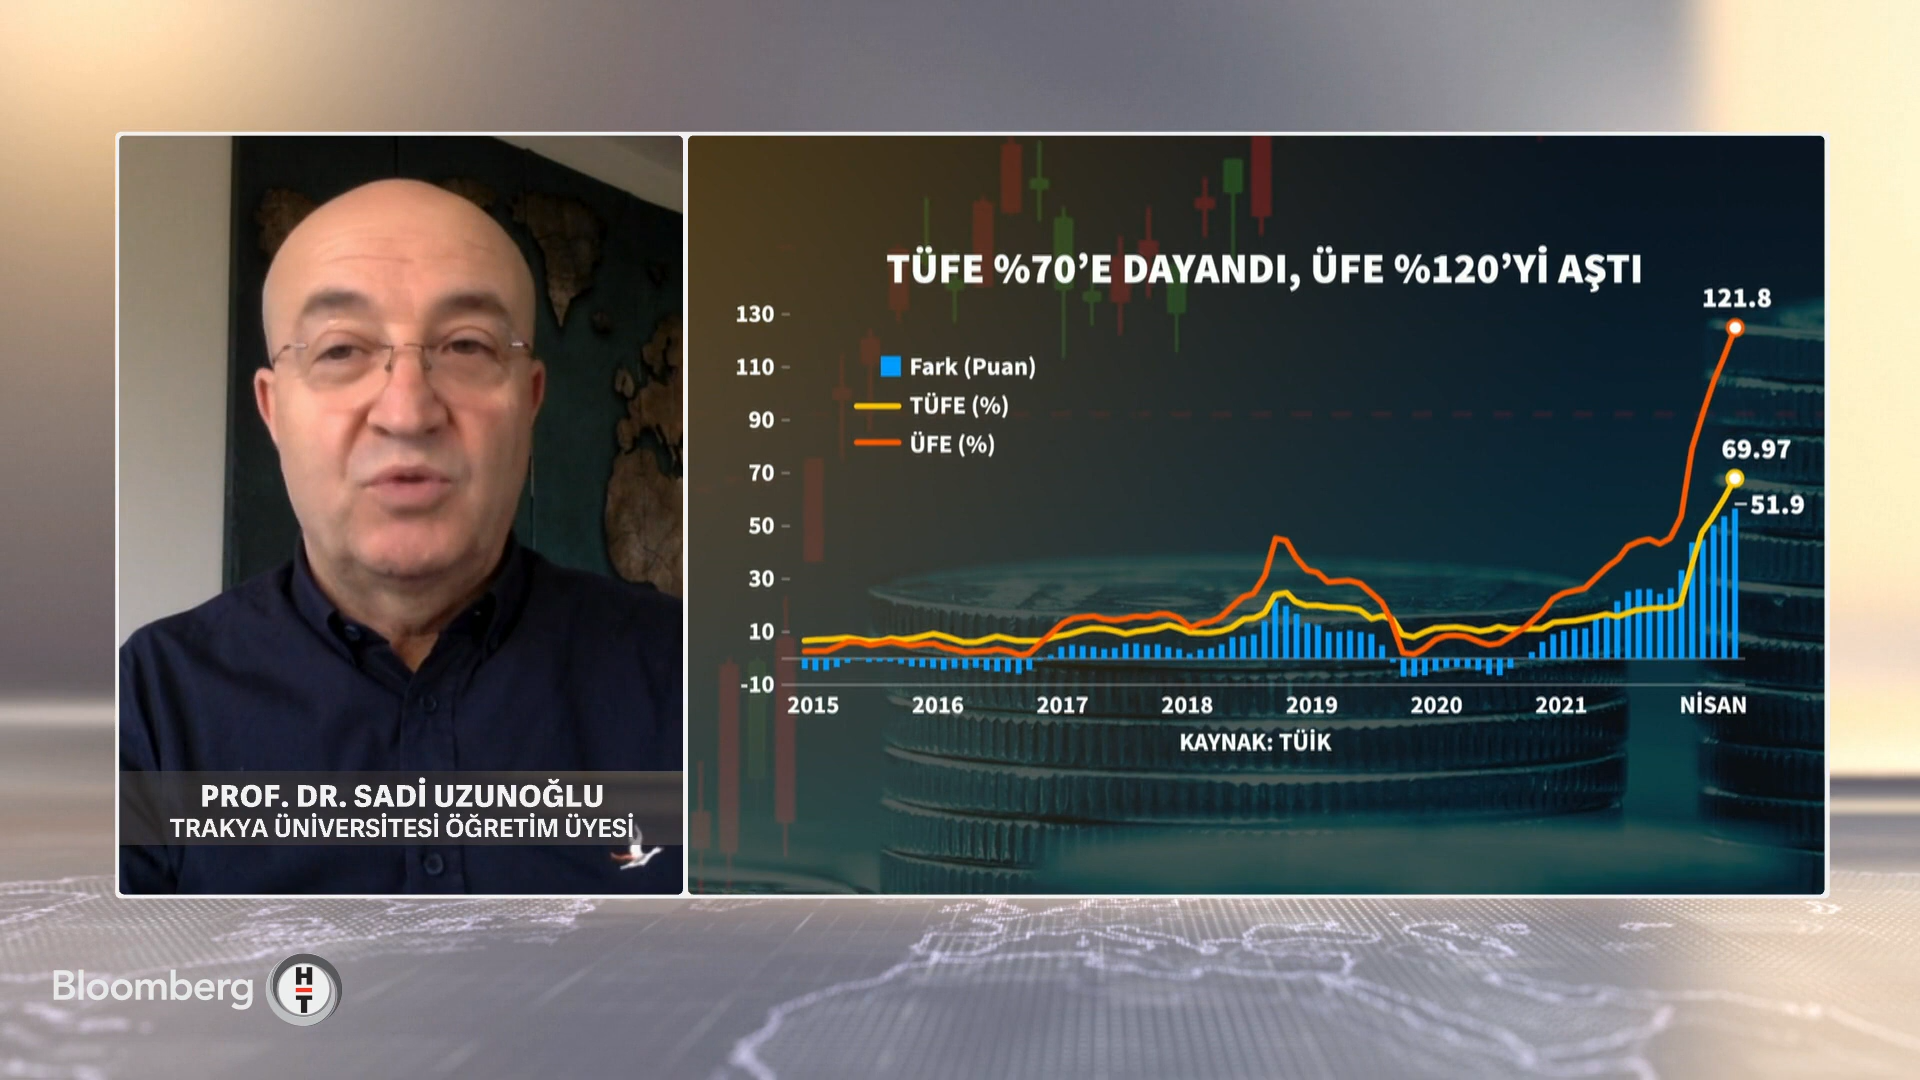 TÜFE %70’E DAYANDI, ÜFE %120’Yİ AŞTI
121.8
130
110
90
70
50
30
10
-10
Fark (Puan)
TÜFE (%)
ÜFE (%)
69.97
51.9
2015 2016 2017 2018 2019 2020 2021 NİSAN
KAYNAK: TÜİK
PROF. DR. SADİ UZUNOĞLU
TRAKYA ÜNİVERSİTESİ ÖĞRETİM ÜYESİ
Bloomberg HT